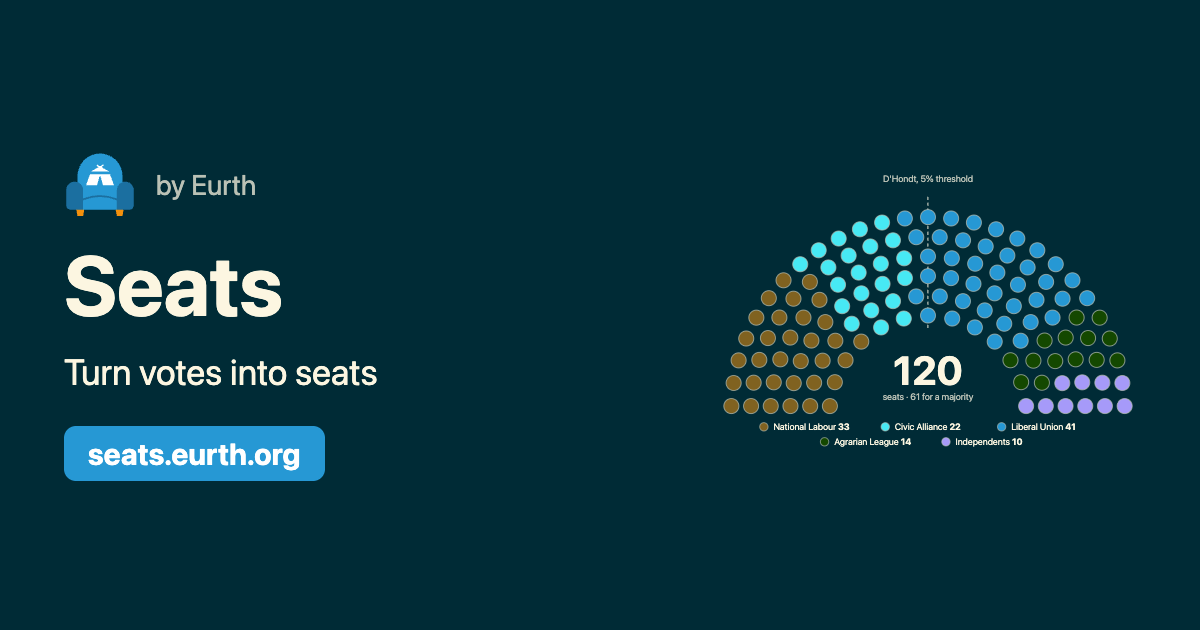 by Eurth
Seats
Turn votes into seats
seats.eurth.org
D'Hondt, 5% threshold
120
seats · 61 for a majority
National Labour 33 Civic Alliance 22 Liberal Union 41
Agrarian League 14 Independents 10